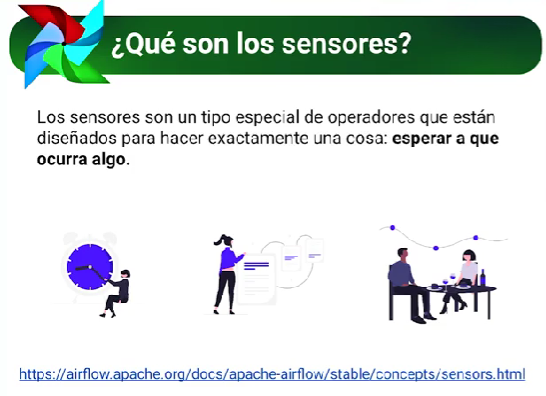 ¿Qué son los sensores?
Los sensores son un tipo especial de operadores que están
diseñados para hacer exactamente una cosa: esperar a que
ocurra algo.
https://airflow.apache.org/docs/apache-airflow/stable/concepts/sensors.html